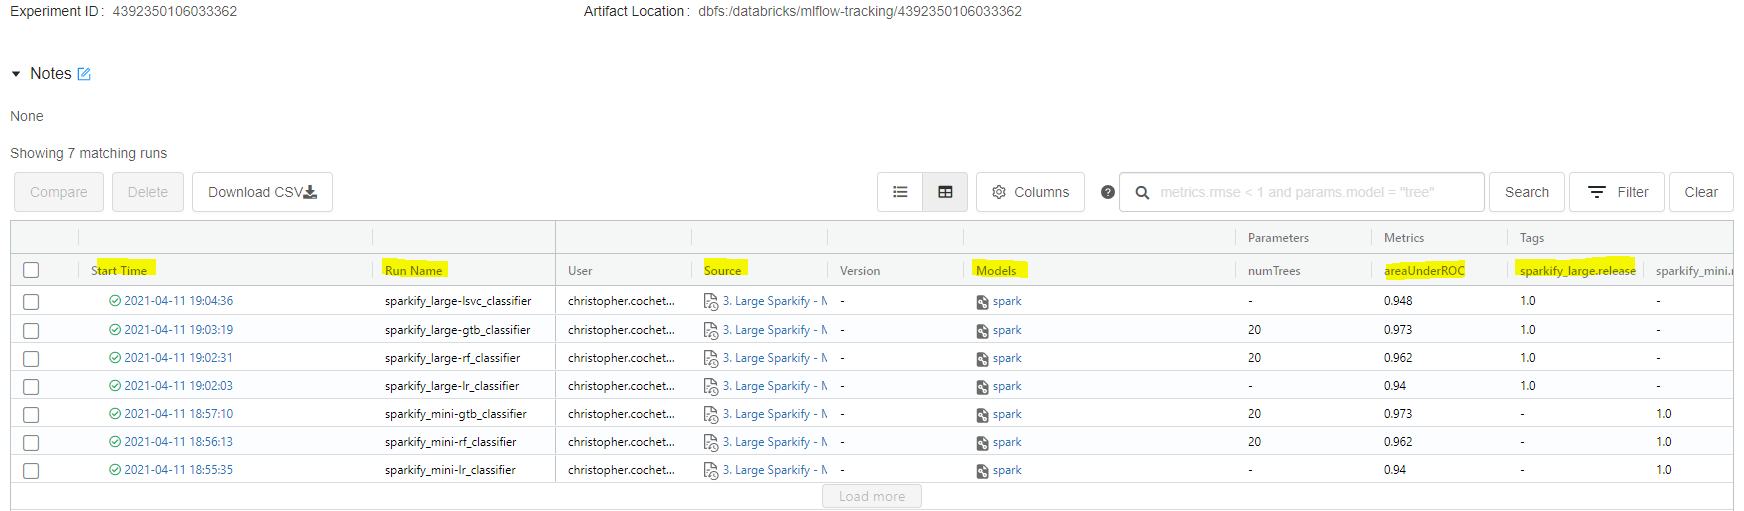 Experiment ID: 4392350106033362 Artifact Location: dbfs:/databricks/mlflow-tracking/4392350106033362
Notes
None
Showing 7 matching runs
Compare Delete Download CSV Columns ? metrics.rmse < 1 and params.model = "tree" Search Filter Clear
Parameters Metrics Tags
Start Time Run Name User Source Version Models numTrees areaUnderROC sparkify_large.release sparkify_mini.r
2021-04-11 19:04:36 sparkify_large-lsvc_classifier christopher.cochet... 3. Large Sparkify - M - spark - 0.948 1.0 -
2021-04-11 19:03:19 sparkify_large-gtb_classifier christopher.cochet... 3. Large Sparkify - M - spark 20 0.973 1.0 -
2021-04-11 19:02:31 sparkify_large-rf_classifier christopher.cochet... 3. Large Sparkify - M - spark 20 0.962 1.0 -
2021-04-11 19:02:03 sparkify_large-lr_classifier christopher.cochet... 3. Large Sparkify - M - spark - 0.94 1.0 -
2021-04-11 18:57:10 sparkify_mini-gtb_classifier christopher.cochet... 3. Large Sparkify - M - spark 20 0.973 - 1.0
2021-04-11 18:56:13 sparkify_mini-rf_classifier christopher.cochet... 3. Large Sparkify - M - spark 20 0.962 - 1.0
2021-04-11 18:55:35 sparkify_mini-lr_classifier christopher.cochet... 3. Large Sparkify - M - spark - 0.94 - 1.0
Load more